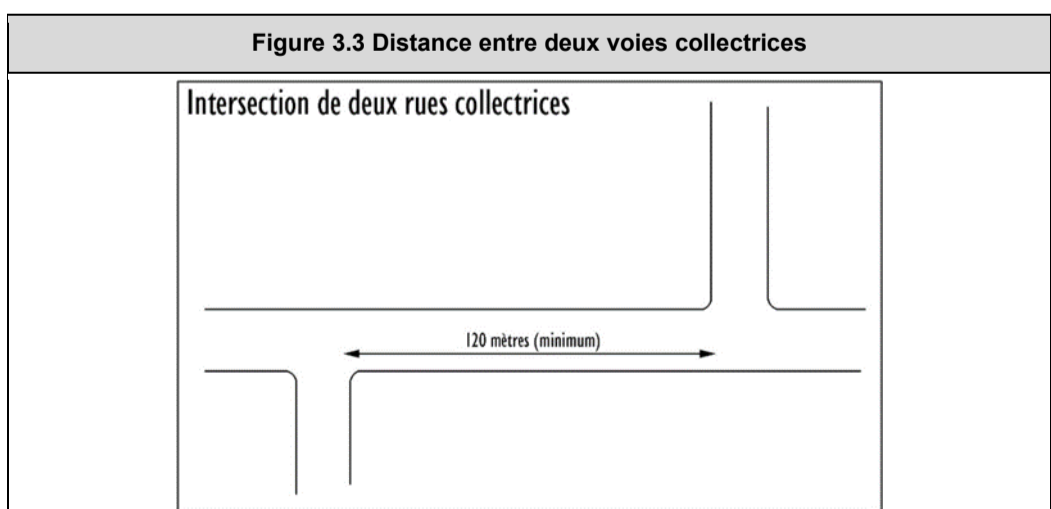 Figure 3.3 Distance entre deux voies collectrices
Intersection de deux rues collectrices
120 mètres (minimum)